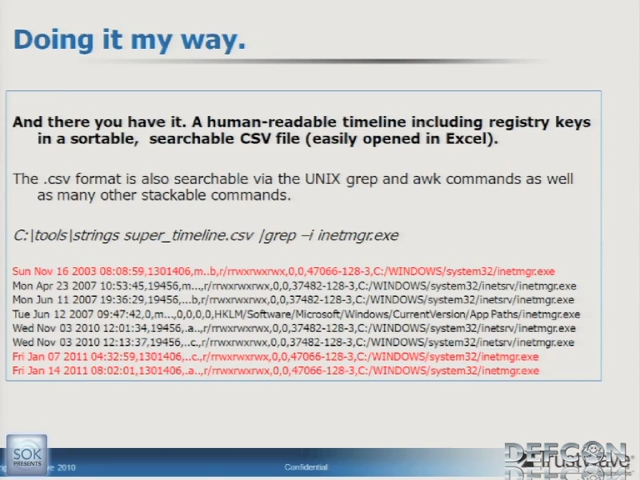 Doing it my way.
And there you have it. A human-readable timeline including registry keys
in a sortable, searchable CSV file (easily opened in Excel).
The .csv format is also searchable via the UNIX grep and awk commands as well
as many other stackable commands.
C:\tools\strings super_timeline.csv |grep –i inetmgr.exe
Sun Nov 16 2003 08:08:59,1301406,m..b,r/rrwxrwxrwx,0,0,47066-128-3,C:/WINDOWS/system32/inetmgr.exe
Mon Apr 23 2007 10:53:45,19456,m...,r/rrwxrwxrwx,0,0,37482-128-3,C:/WINDOWS/system32/inetsrv/inetmgr.exe
Mon Jun 11 2007 19:36:29,19456,...b,r/rrwxrwxrwx,0,0,37482-128-3,C:/WINDOWS/system32/inetsrv/inetmgr.exe
Tue Jun 12 2007 09:47:42,0,m...,0,0,0,0,HKLM/Software/Microsoft/Windows/CurrentVersion/App Paths/inetmgr.exe
Wed Nov 03 2010 12:01:34,19456,.a..,r/rrwxrwxrwx,0,0,37482-128-3,C:/WINDOWS/system32/inetsrv/inetmgr.exe
Wed Nov 03 2010 12:13:37,19456,..c.,r/rrwxrwxrwx,0,0,37482-128-3,C:/WINDOWS/system32/inetsrv/inetmgr.exe
Fri Jan 07 2011 04:32:59,1301406,..c.,r/rrwxrwxrwx,0,0,47066-128-3,C:/WINDOWS/system32/inetmgr.exe
Fri Jan 14 2011 08:02:01,1301406,.a..,r/rrwxrwxrwx,0,0,47066-128-3,C:/WINDOWS/system32/inetmgr.exe
SOK
PRESENTS
2010
Confidential
DEFCON
Trustwave